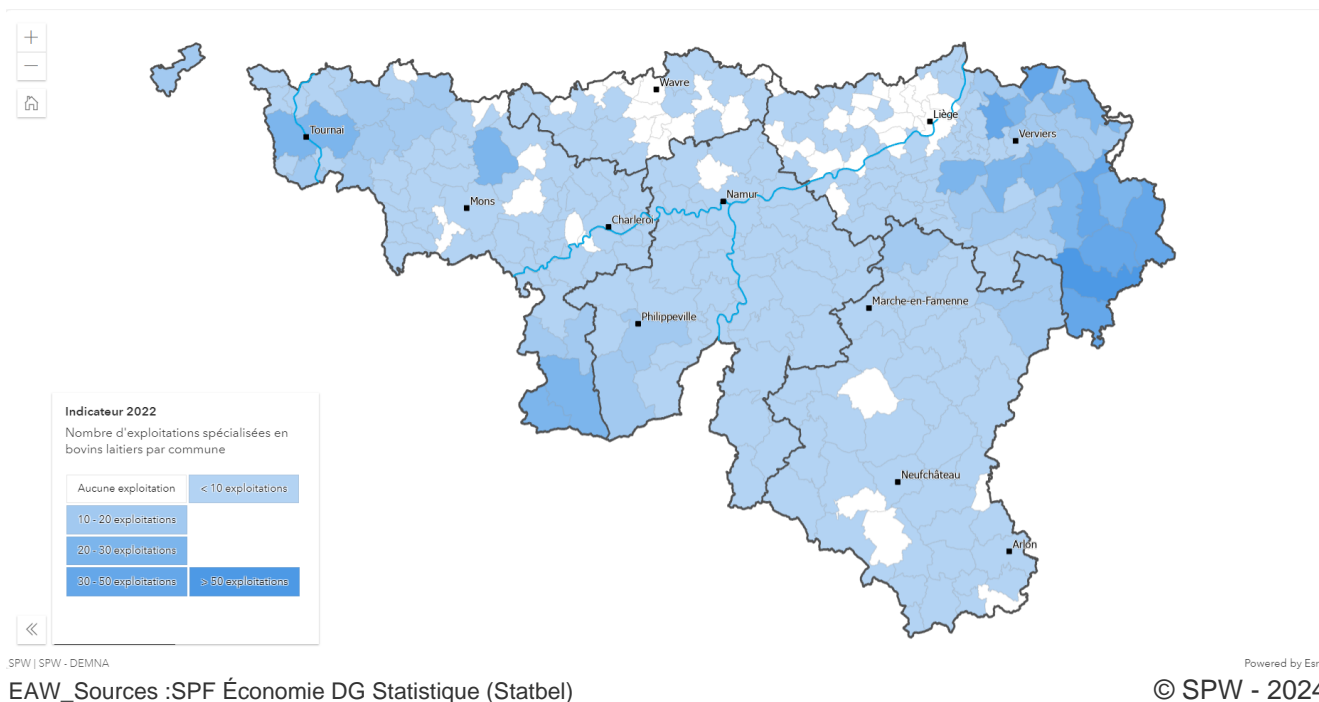 +
Wavre
−
Liège
Tournai
Verviers
Namur
Mons
Charleroi
Marche-en-Famenne
Philippeville
Indicateur 2022
Nombre d'exploitations spécialisées en
bovins laitiers par commune
Aucune exploitation
< 10 exploitations
10 - 20 exploitations
20 - 30 exploitations
30 - 50 exploitations
> 50 exploitations
Neufchâteau
Arlon
SPW | SPW - DEMNA
Powered by Esr
EAW_Sources :SPF Économie DG Statistique (Statbel)
© SPW - 2024